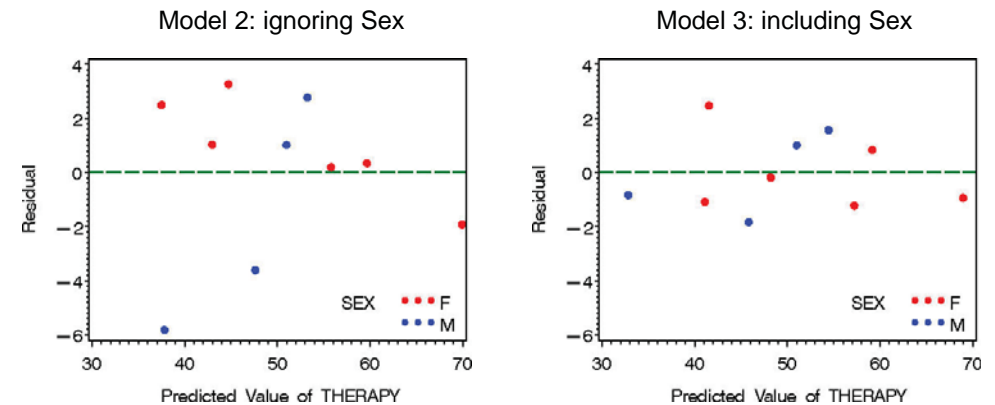 Model 2: ignoring Sex
4
2
0
−2
−4
−6
Residual
SEX
F
M
30 40 50 60 70
Predicted Value of THERAPY
Model 3: including Sex
4
2
0
−2
−4
−6
Residual
SEX
F
M
30 40 50 60 70
Predicted Value of THERAPY